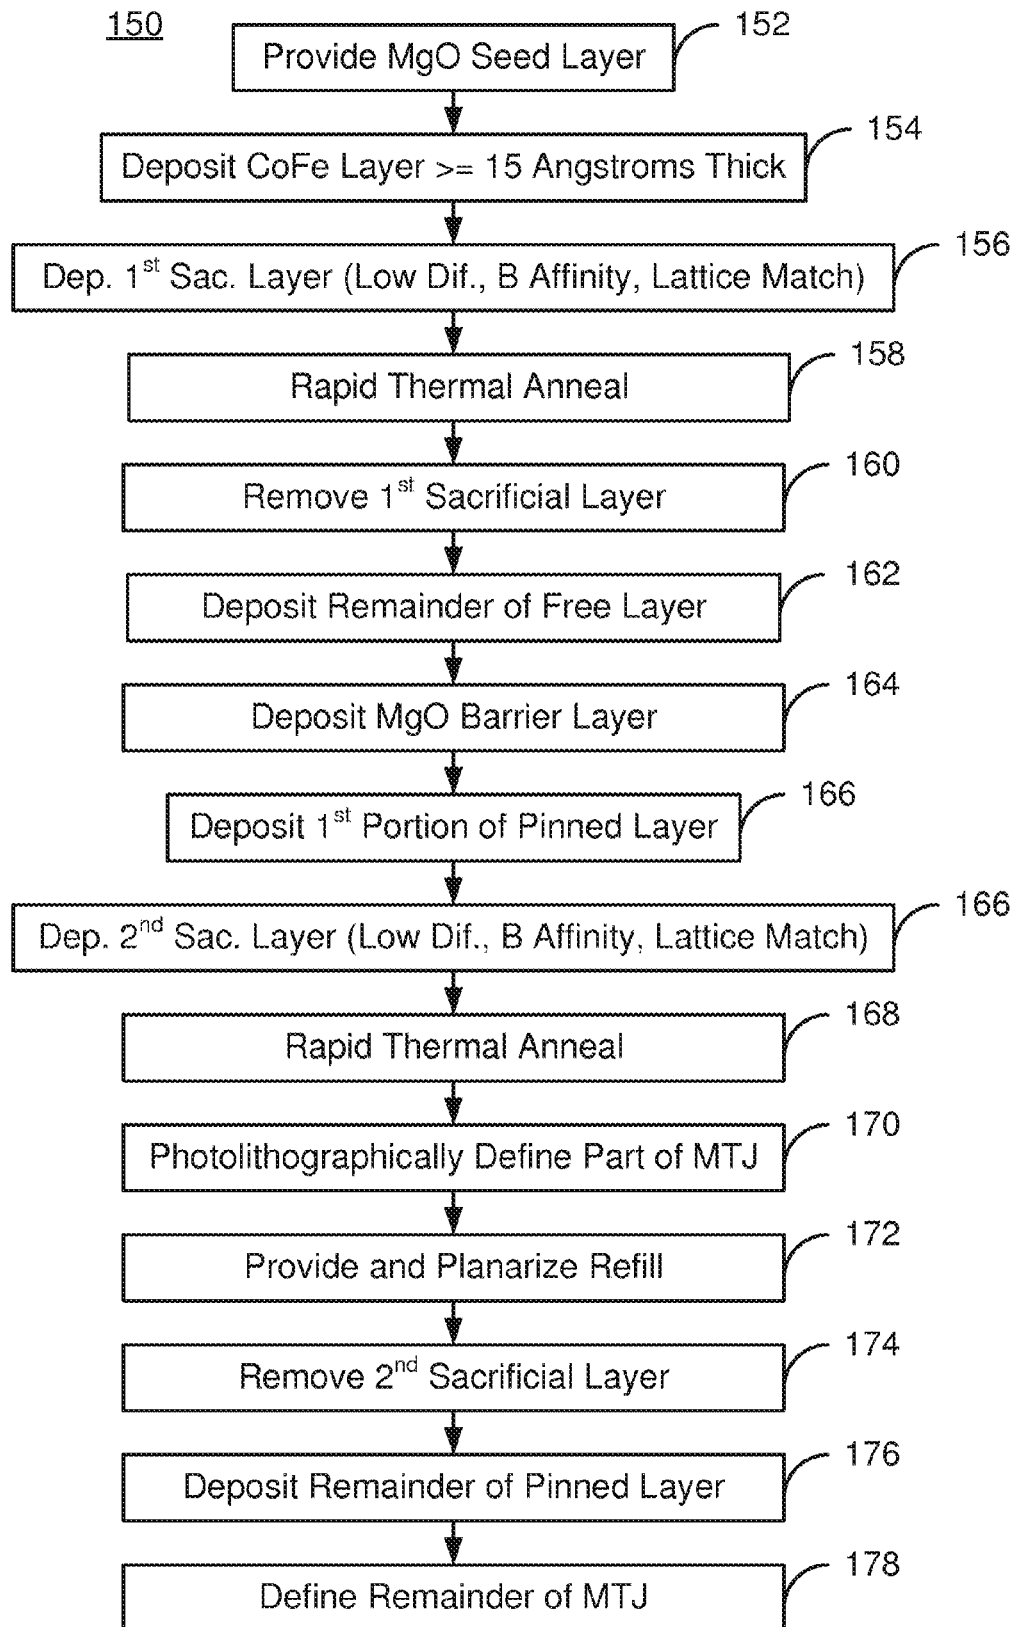 150
152
Provide MgO Seed Layer
154
Deposit CoFe Layer >= 15 Angstroms Thick
156
Dep. 1st Sac. Layer (Low Dif., B Affinity, Lattice Match)
158
Rapid Thermal Anneal
160
Remove 1st Sacrificial Layer
162
Deposit Remainder of Free Layer
164
Deposit MgO Barrier Layer
166
Deposit 1st Portion of Pinned Layer
166
Dep. 2nd Sac. Layer (Low Dif., B Affinity, Lattice Match)
168
Rapid Thermal Anneal
170
Photolithographically Define Part of MTJ
172
Provide and Planarize Refill
174
Remove 2nd Sacrificial Layer
176
Deposit Remainder of Pinned Layer
178
Define Remainder of MTJ